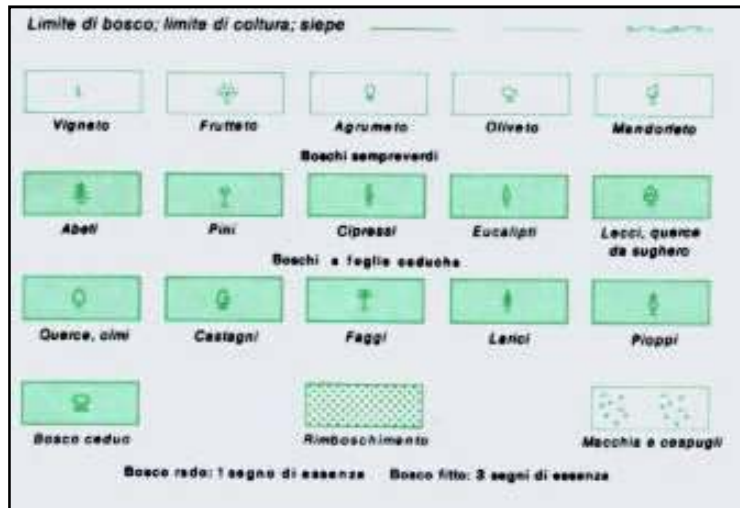 Limite di bosco; limite di coltura; siepe
Vigneto Frutteto Agrumeto Oliveto Mandorleto
Boschi sempreverdi
Abeti Pini Cipressi Eucalipti Lecci, querce
da sughero
Boschi a foglie caduche
Querce, olmi Castagni Faggi Larici Pioppi
Bosco ceduo Rimboschimento Macchia e cespugli
Bosco rado: 1 segno di essenza Bosco fitto: 3 segni di essenza